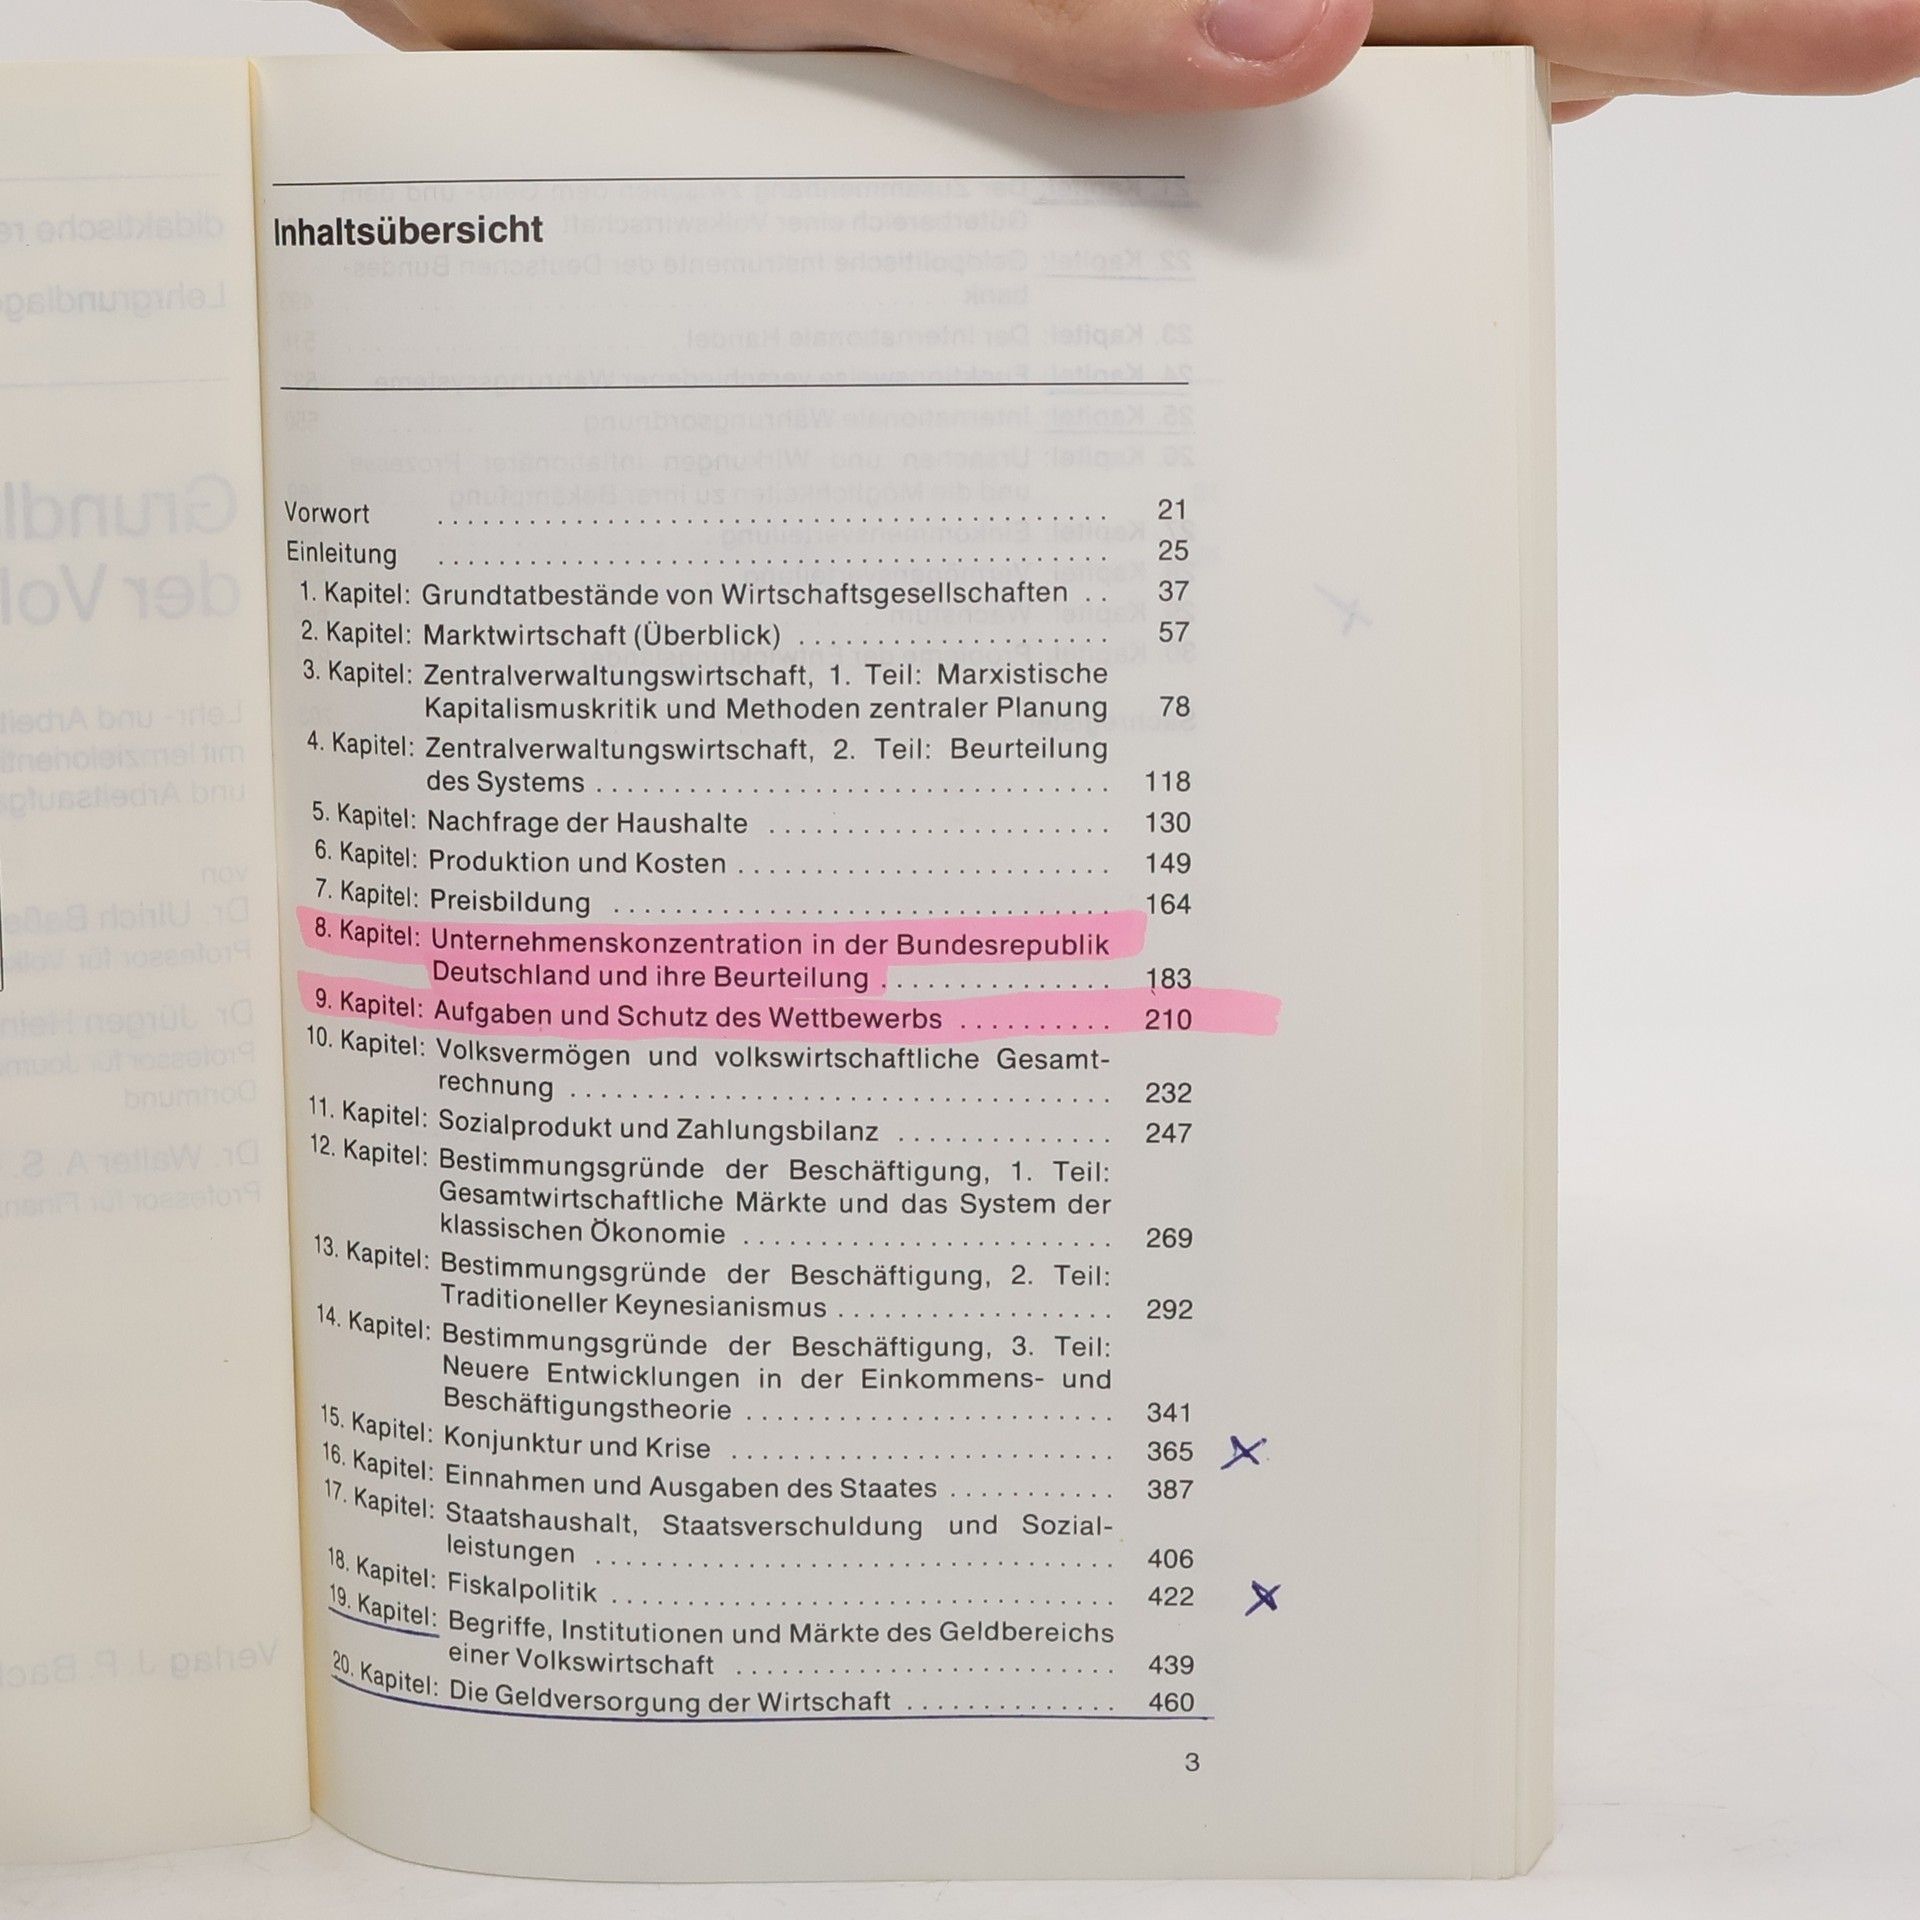 Inhaltsübersicht
Vorwort . . . . . . . . . . . . . . . . . . . . 21
Einleitung . . . . . . . . . . . . . . . . . . . . 25
1. Kapitel: Grundtatbestände von Wirtschaftsgesellschaften . . 37
2. Kapitel: Marktwirtschaft (Überblick) . . . . . . . . . . 57
3. Kapitel: Zentralverwaltungswirtschaft, 1. Teil: Marxistische
Kapitalismuskritik und Methoden zentraler Planung 78
4. Kapitel: Zentralverwaltungswirtschaft, 2. Teil: Beurteilung
des Systems . . . . . . . . . . 118
5. Kapitel: Nachfrage der Haushalte . . . . . . . . . . 130
6. Kapitel: Produktion und Kosten . . . . . . . . . . 149
7. Kapitel: Preisbildung . . . . . . . . . . 164
8. Kapitel: Unternehmenskonzentration in der Bundesrepublik
Deutschland und ihre Beurteilung . . . . . . . . . . 183
9. Kapitel: Aufgaben und Schutz des Wettbewerbs . . . . . . . . . . 210
10. Kapitel: Volksvermögen und volkswirtschaftliche Gesamt-
rechnung . . . . . . . . . . 232
11. Kapitel: Sozialprodukt und Zahlungsbilanz . . . . . . . . . . 247
12. Kapitel: Bestimmungsgründe der Beschäftigung, 1. Teil:
Gesamtwirtschaftliche Märkte und das System der
klassischen Ökonomie . . . . . . . . . . 269
13. Kapitel: Bestimmungsgründe der Beschäftigung, 2. Teil:
Traditioneller Keynesianismus . . . . . . . . . . 292
14. Kapitel: Bestimmungsgründe der Beschäftigung, 3. Teil:
Neuere Entwicklungen in der Einkommens- und
Beschäftigungstheorie . . . . . . . . . . 341
15. Kapitel: Konjunktur und Krise . . . . . . . . . . 365
16. Kapitel: Einnahmen und Ausgaben des Staates . . . . . . . . . . 387
17. Kapitel: Staatshaushalt, Staatsverschuldung und Sozial-
leistungen . . . . . . . . . . 406
18. Kapitel: Fiskalpolitik . . . . . . . . . . 422
19. Kapitel: Begriffe, Institutionen und Märkte des Geldbereichs
einer Volkswirtschaft . . . . . . . . . . 439
20. Kapitel: Die Geldversorgung der Wirtschaft . . . . . . . . . . 460
3